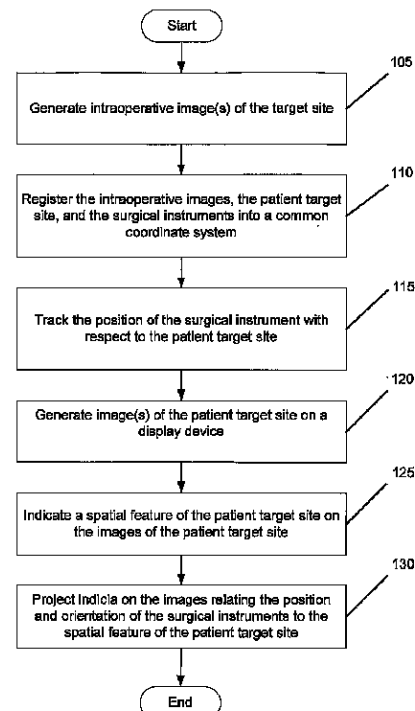 Start
105
Generate intraoperative image(s) of the target site
110
Register the intraoperative images, the patient target
site, and the surgical instruments into a common
coordinate system
115
Track the position of the surgical instrument with
respect to the patient target site
120
Generate image(s) of the patient target site on a
display device
125
Indicate a spatial feature of the patient target site on
the images of the patient target site
130
Project indicia on the images relating the position
and orientation of the surgical instruments to the
spatial feature of the patient target site
End